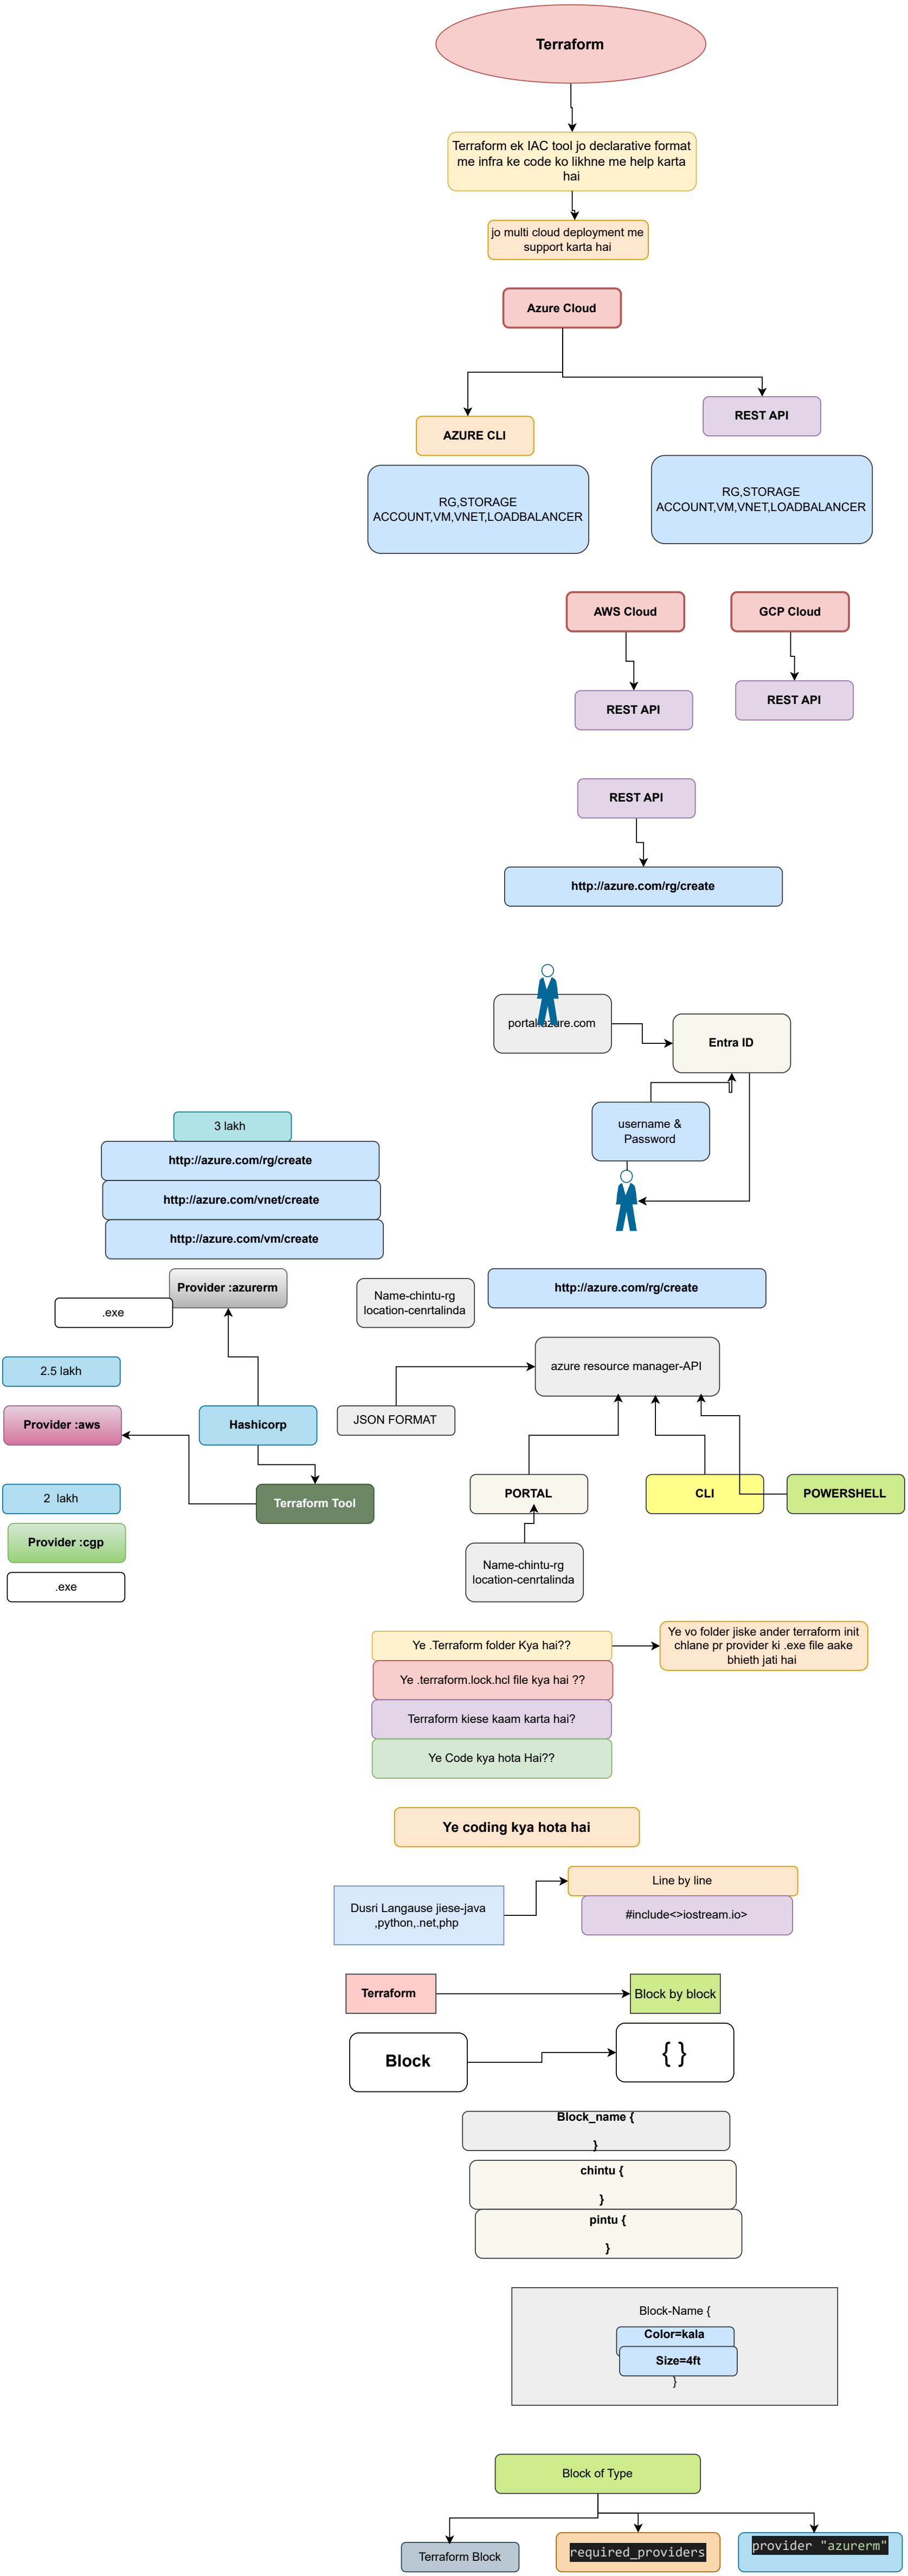 Terraform
Terraform ek IAC tool jo declarative format
me infra ke code ko likhne me help karta
hai
jo multi cloud deployment me
support karta hai
Azure Cloud
REST API
AZURE CLI
RG,STORAGE
ACCOUNT,VM,VNET,LOADBALANCER
RG,STORAGE
ACCOUNT,VM,VNET,LOADBALANCER
AWS Cloud
GCP Cloud
REST API
REST API
REST API
http://azure.com/rg/create
portal.azure.com
Entra ID
username &
Password
3 lakh
http://azure.com/rg/create
http://azure.com/vnet/create
http://azure.com/vm/create
Provider :azurerm
.exe
2.5 lakh
Provider :aws
Hashicorp
2 lakh
Terraform Tool
Provider :cgp
.exe
Name-chintu-rg
location-cenrtalinda
http://azure.com/rg/create
azure resource manager-API
JSON FORMAT
PORTAL
CLI
POWERSHELL
Name-chintu-rg
location-cenrtalinda
Ye .Terraform folder Kya hai??
Ye vo folder jiske ander terraform init
chlane pr provider ki .exe file aake
bhieth jati hai
Ye .terraform.lock.hcl file kya hai ??
Terraform kiese kaam karta hai?
Ye Code kya hota Hai??
Ye coding kya hota hai
Line by line
Dusri Langause jiese-java
,python,.net,php
#include<>iostream.io>
Terraform
Block by block
Block
{ }
Block_name {
}
chintu {
}
pintu {
}
Block-Name {
Color=kala
Size=4ft
}
Block of Type
Terraform Block
required_providers
provider "azurerm"